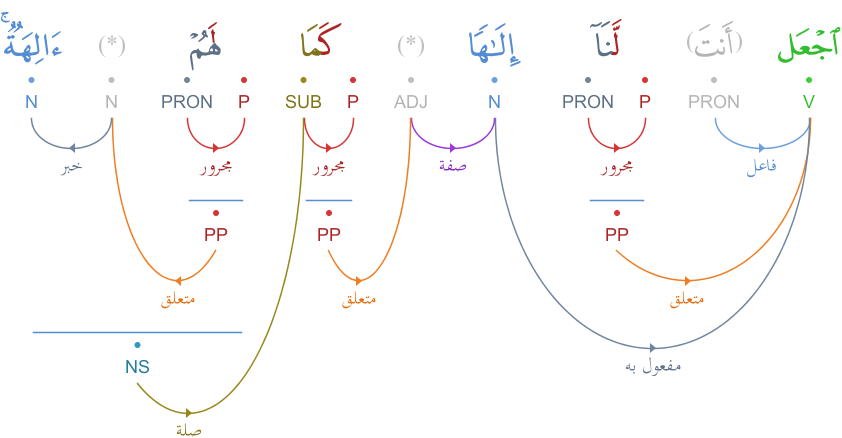 ٱجْعَل (أَنتَ) لَّنَآ إِلَـٰهًا (*) كَمَا لَهُمْ (*) ءَالِهَةٌ ۚ
V PRON P PRON N ADJ P SUB P PRON N N
فاعل مجرور صفة مجرور مجرور خبر
PP PP PP
متعلق متعلق متعلق
NS مفعول به
صلة